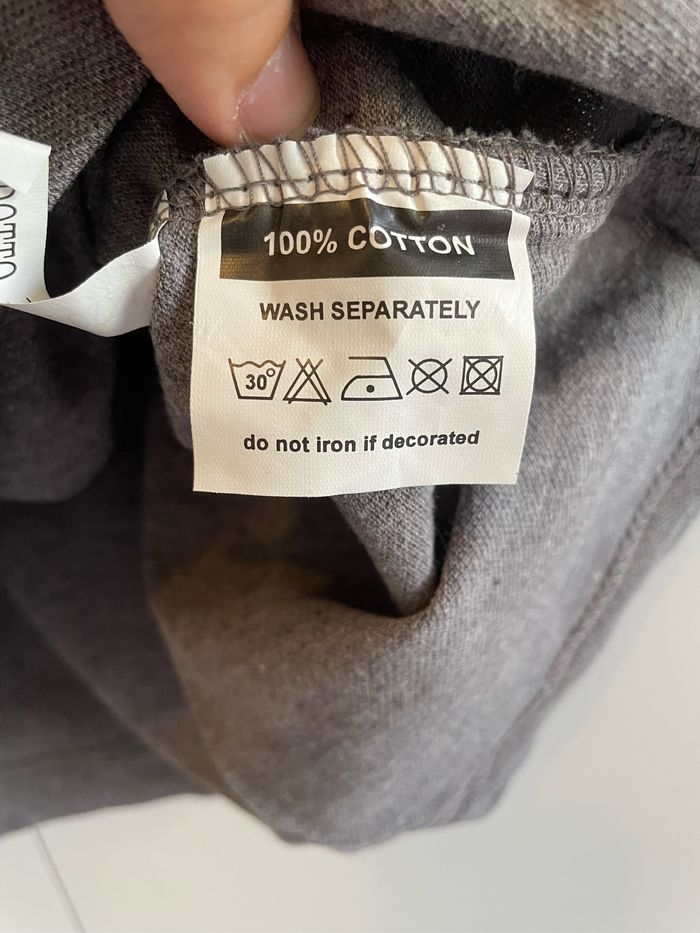 100% COTTON
WASH SEPARATELY
30°
do not iron if decorated